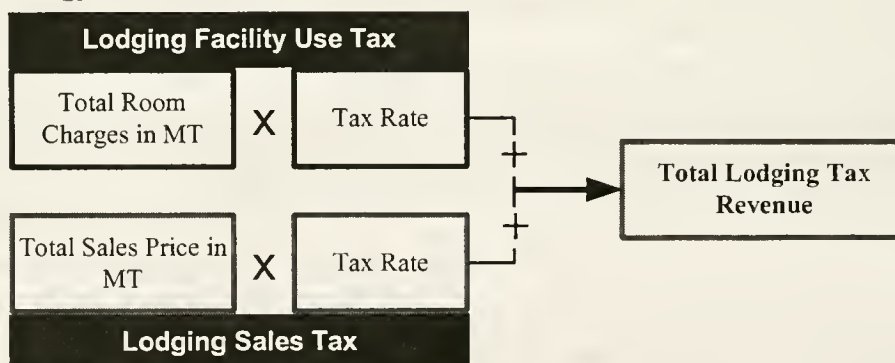 Lodging Facility Use Tax
Total Room
Charges in MT
X
Tax Rate
+
Total Lodging Tax
Revenue
+
Total Sales Price in
MT
X
Tax Rate
Lodging Sales Tax